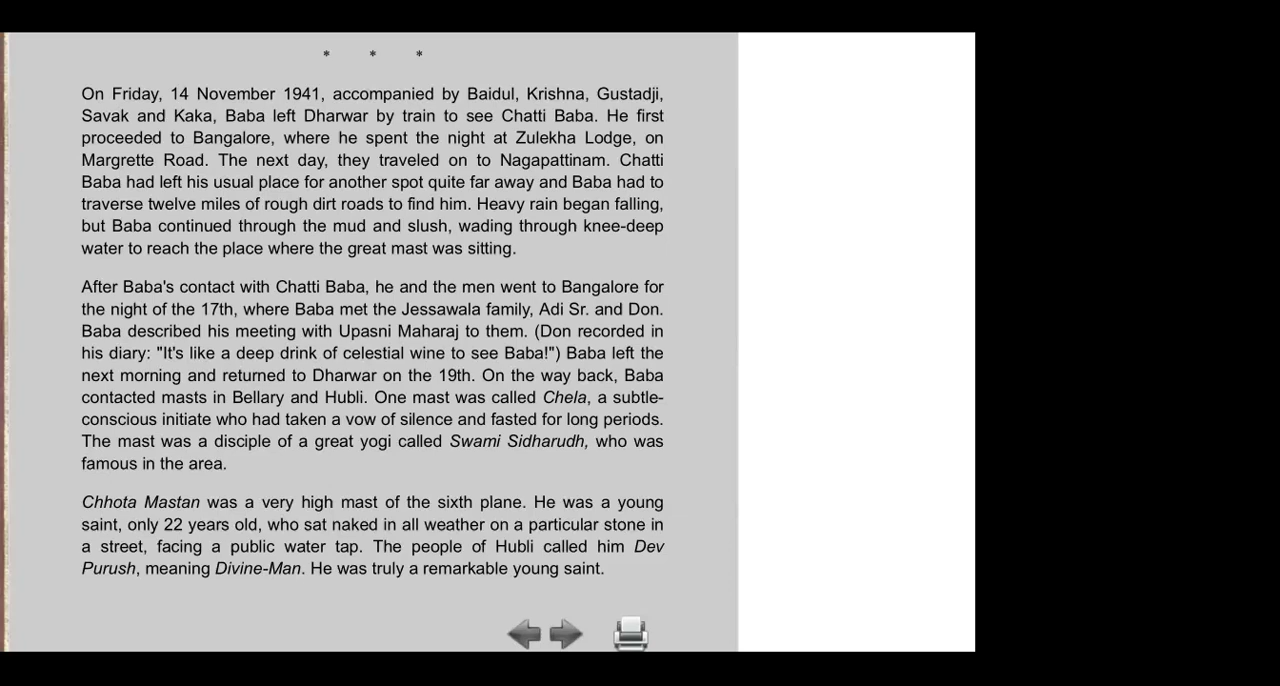 * * *
On Friday, 14 November 1941, accompanied by Baidul, Krishna, Gustadji,
Savak and Kaka, Baba left Dharwar by train to see Chatti Baba. He first
proceeded to Bangalore, where he spent the night at Zulekha Lodge, on
Margrette Road. The next day, they traveled on to Nagapattinam. Chatti
Baba had left his usual place for another spot quite far away and Baba had to
traverse twelve miles of rough dirt roads to find him. Heavy rain began falling,
but Baba continued through the mud and slush, wading through knee-deep
water to reach the place where the great mast was sitting.
After Baba's contact with Chatti Baba, he and the men went to Bangalore for
the night of the 17th, where Baba met the Jessawala family, Adi Sr. and Don.
Baba described his meeting with Upasni Maharaj to them. (Don recorded in
his diary: "It's like a deep drink of celestial wine to see Baba!") Baba left the
next morning and returned to Dharwar on the 19th. On the way back, Baba
contacted masts in Bellary and Hubli. One mast was called Chela, a subtle-
conscious initiate who had taken a vow of silence and fasted for long periods.
The mast was a disciple of a great yogi called Swami Sidharudh, who was
famous in the area.
Chhota Mastan was a very high mast of the sixth plane. He was a young
saint, only 22 years old, who sat naked in all weather on a particular stone in
a street, facing a public water tap. The people of Hubli called him Dev
Purush, meaning Divine-Man. He was truly a remarkable young saint.